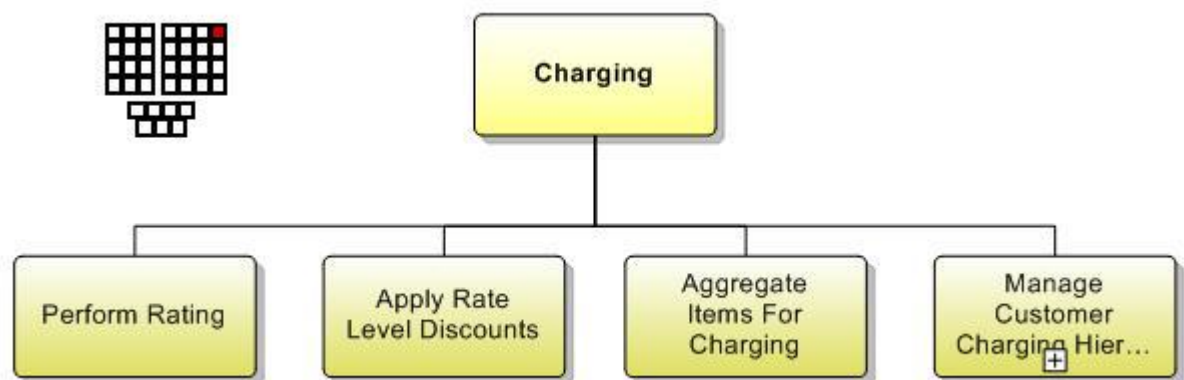 Charging
Perform Rating
Apply Rate
Level Discounts
Aggregate
Items For
Charging
Manage
Customer
Charging Hier...